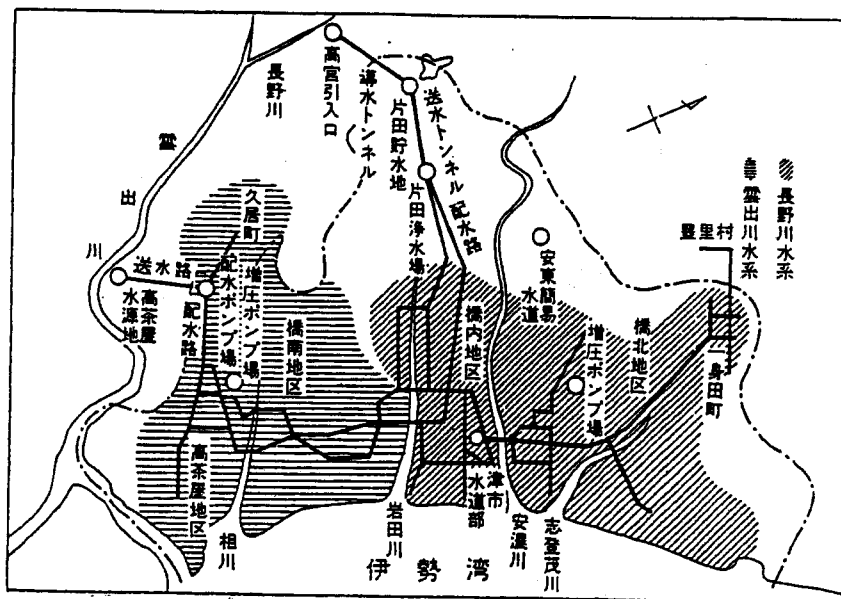 長野川水系
雲出川水系
豊里村
一身田町
橋北地区
増圧ポンプ場
安東簡易
水道
送水トンネル
配水路
橋内地区
導水トンネル
片田貯水地
片田浄水場
高宮引入口
長野川
雲出川
久居町
増圧ポンプ場
配水ポンプ場
橋南地区
送水路
配水路
高茶屋
水源地
高茶屋地区
相川
岩田川
津市
水道部
安濃川
志登茂川
伊勢湾